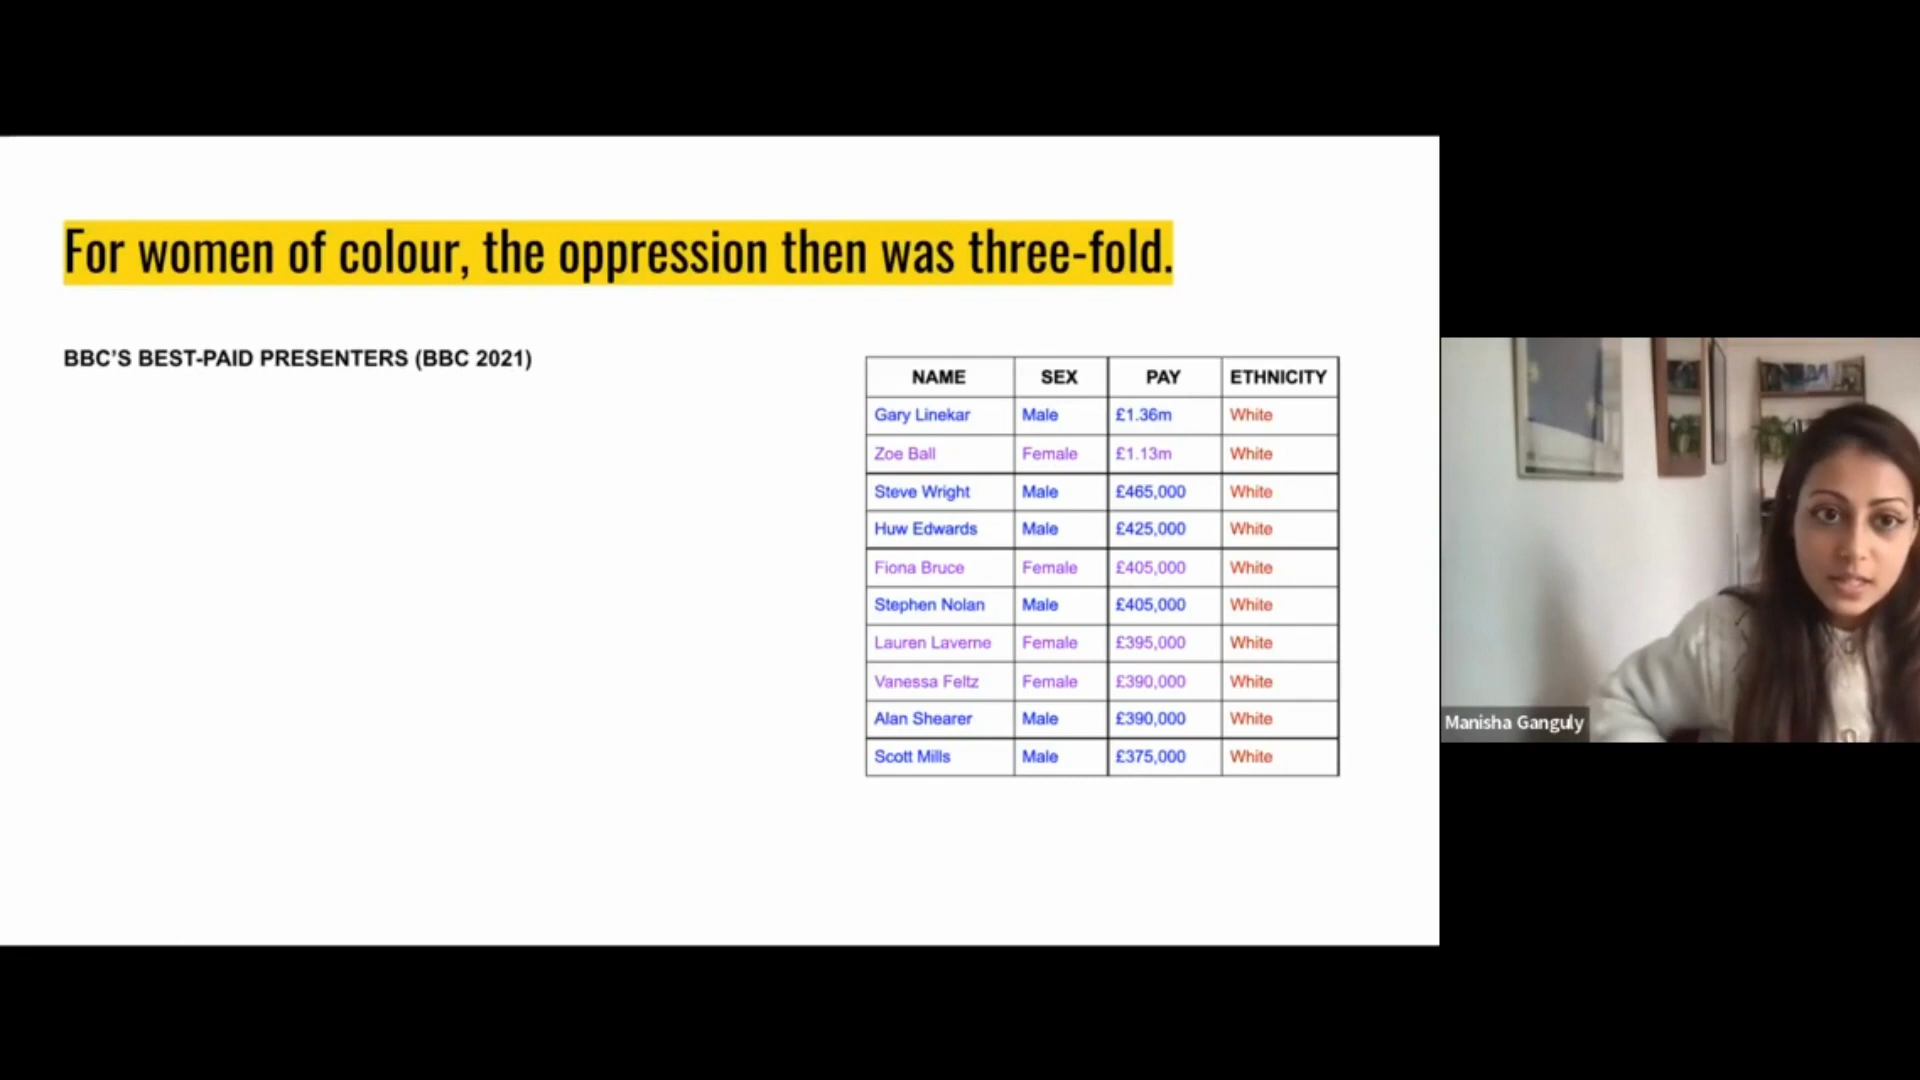 For women of colour, the oppression then was three-fold.
BBC'S BEST-PAID PRESENTERS (BBC 2021)
NAME SEX PAY ETHNICITY
Gary Linekar Male £1.36m White
Zoe Ball Female £1.13m White
Steve Wright Male £465,000 White
Huw Edwards Male £425,000 White
Fiona Bruce Female £405,000 White
Stephen Nolan Male £405,000 White
Lauren Laverne Female £395,000 White
Vanessa Feltz Female £390,000 White
Alan Shearer Male £390,000 White
Scott Mills Male £375,000 White
Manisha Ganguly